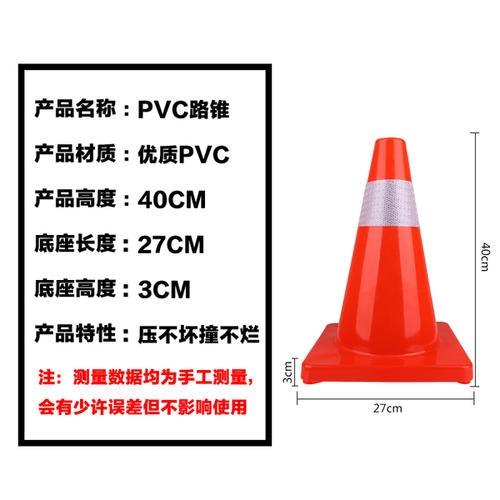 产品名称：PVC路锥
产品材质：优质PVC
产品高度：40CM
底座长度：27CM
底座高度：3CM
产品特性：压不坏撞不烂
注：测量数据均为手工测量，
会有少许误差但不影响使用
40cm
3cm
27cm